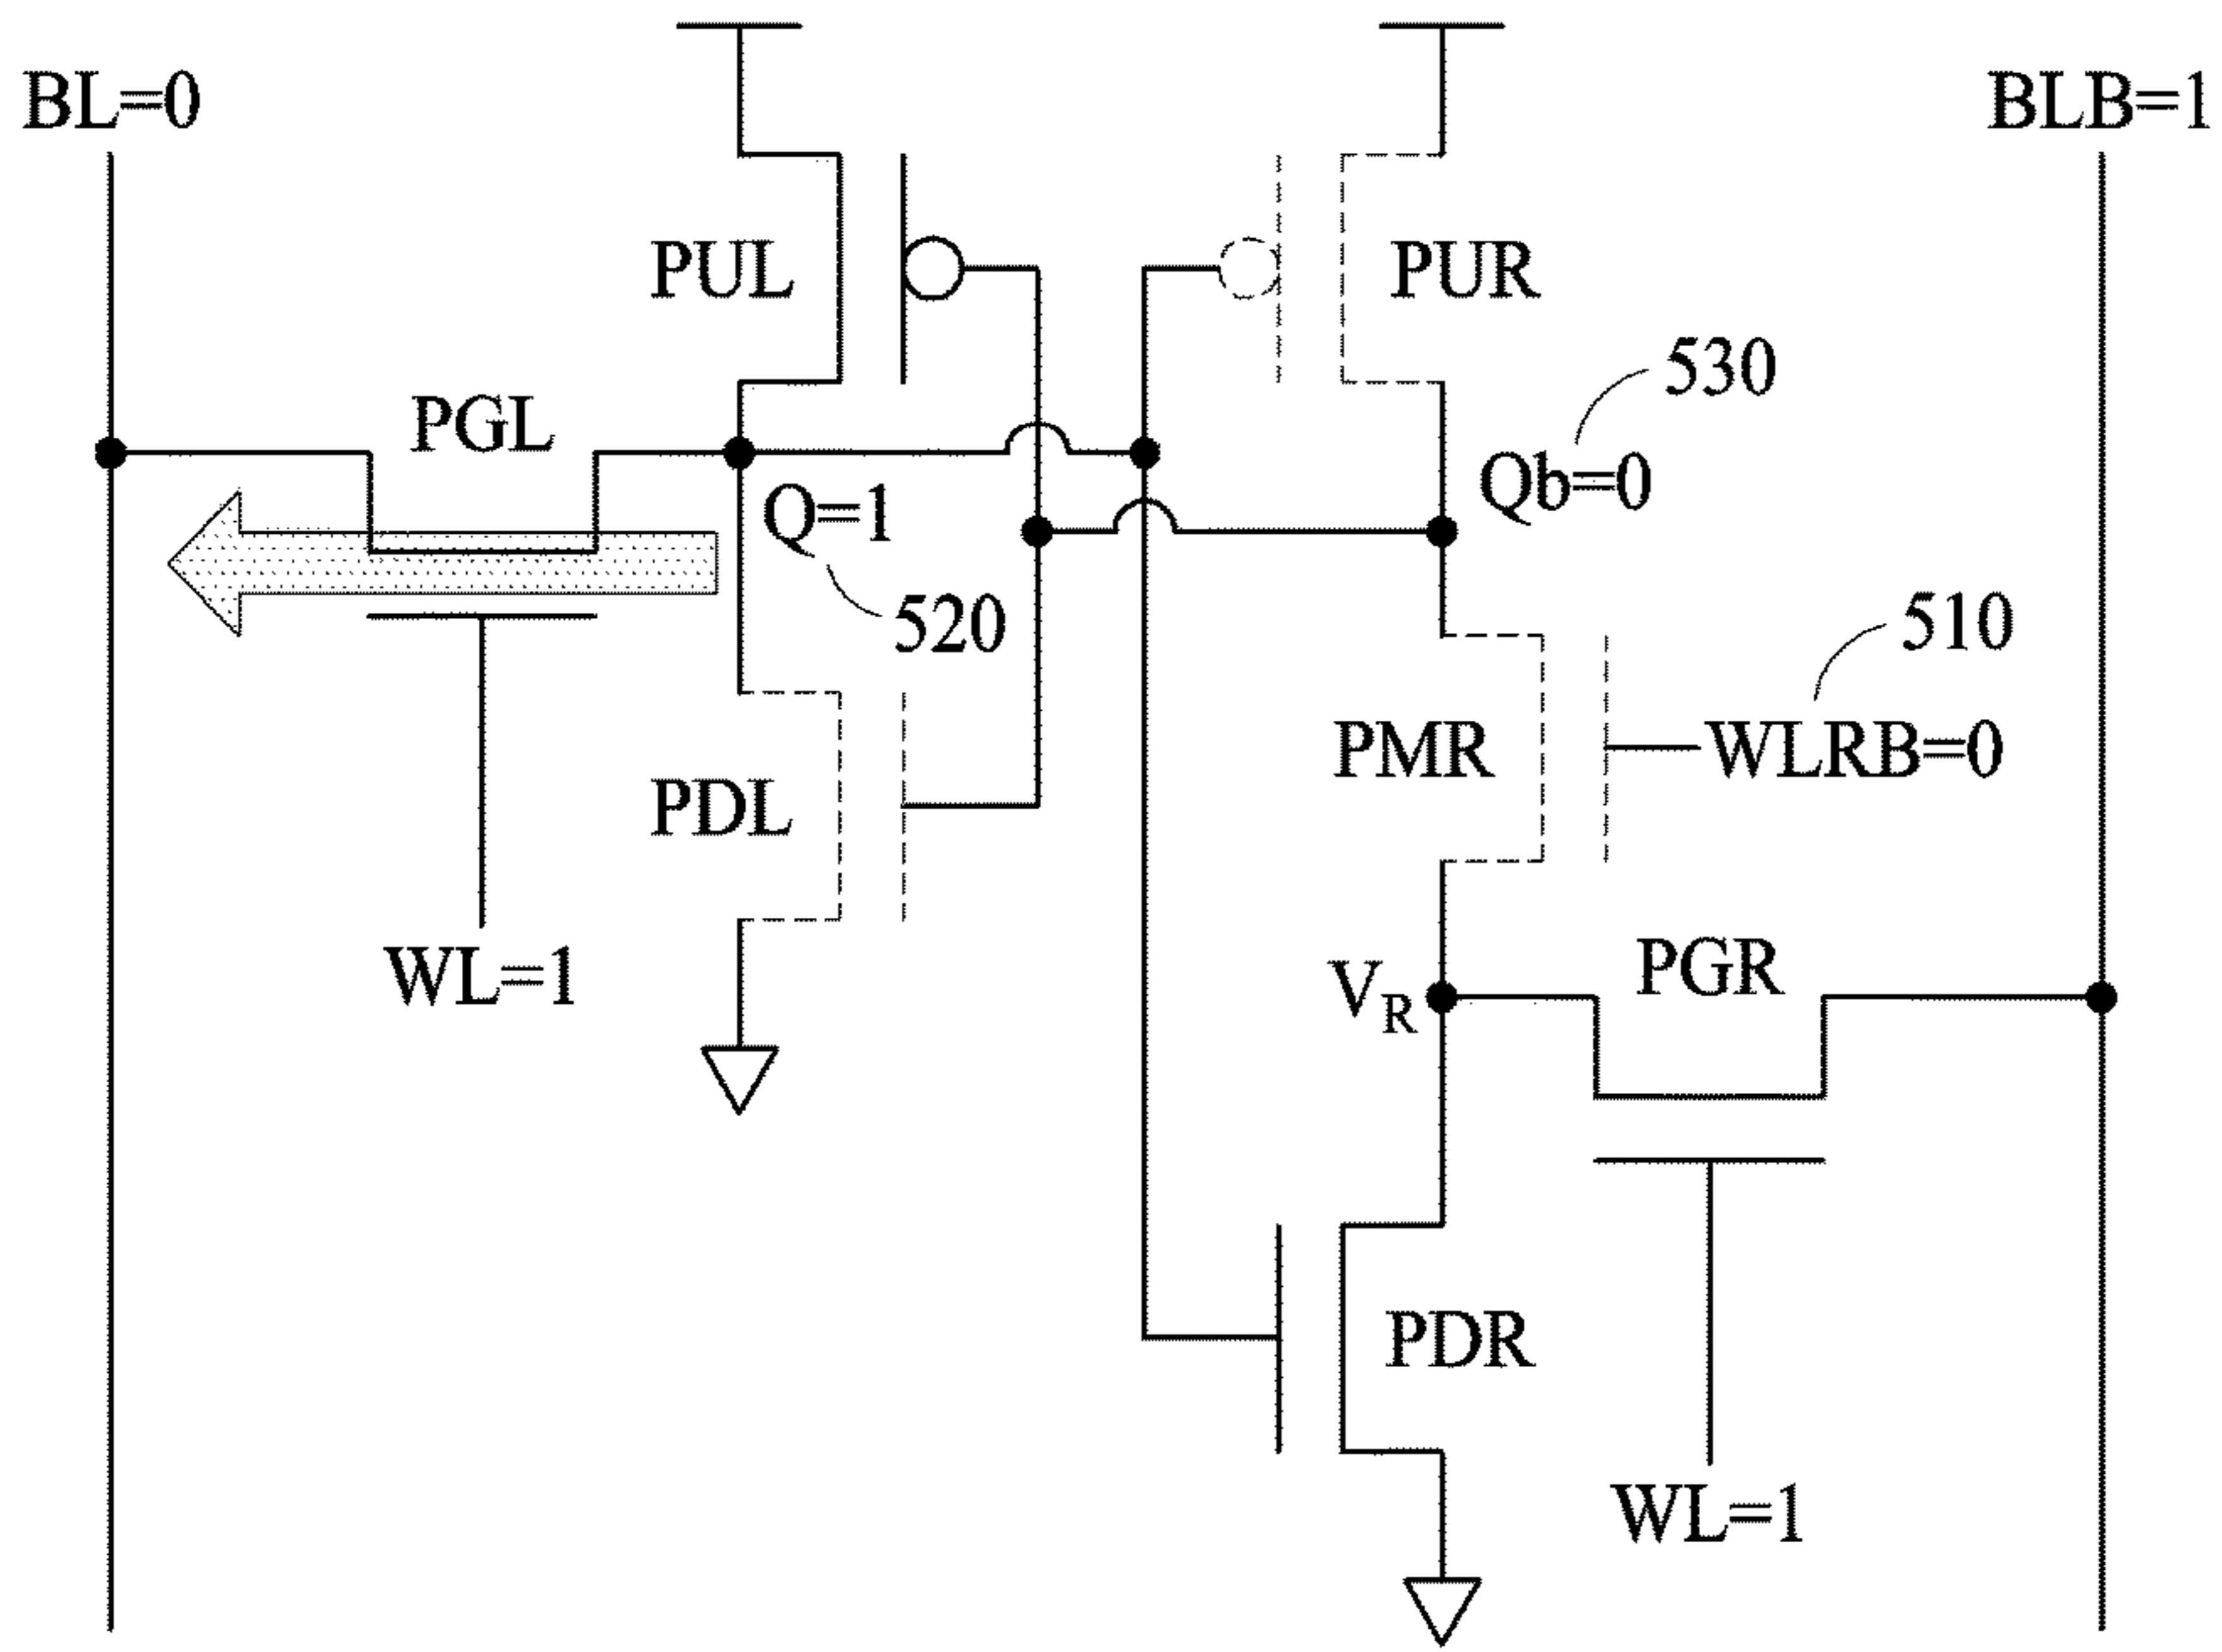 BL=0
BLB=1
PUL
PUR
530
PGL
Qb=0
Q=1
520
510
PMR
WLRB=0
PDL
WL=1
PGR
VR
PDR
WL=1